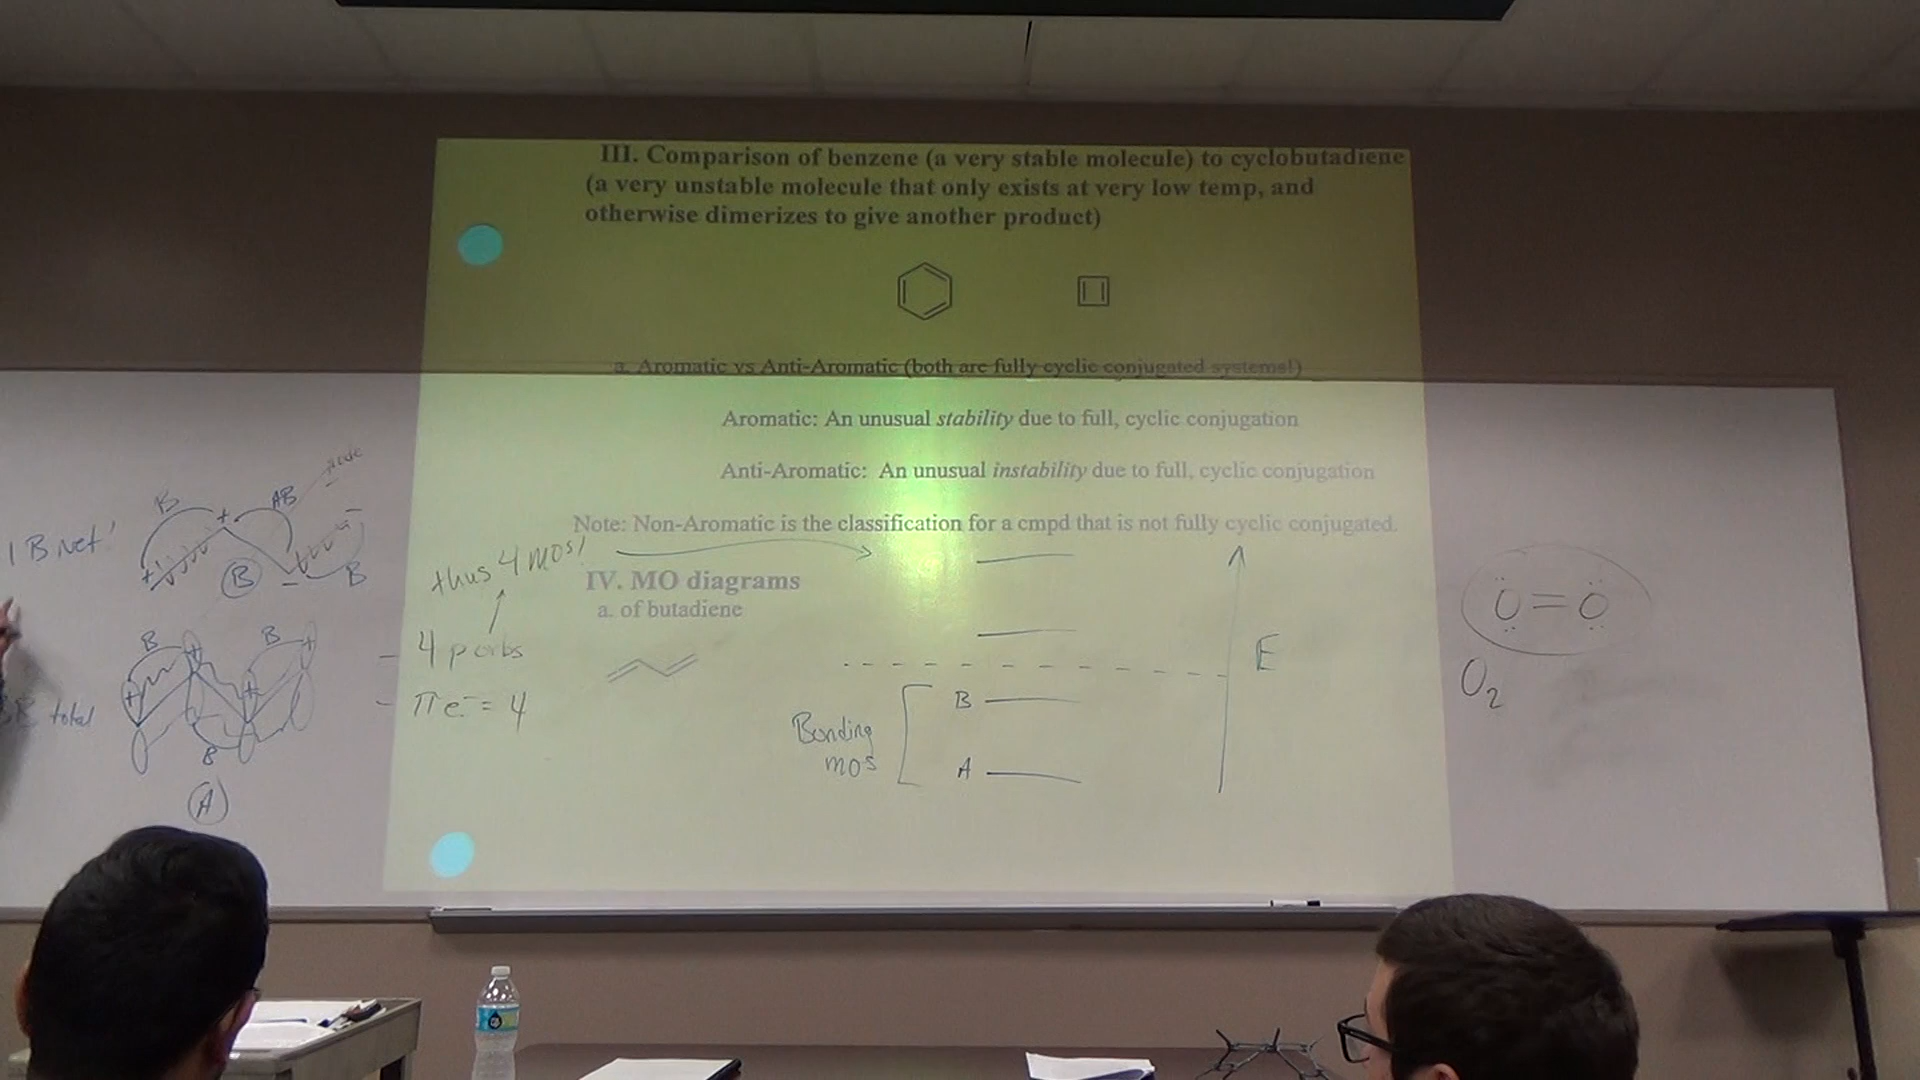 III. Comparison of benzene (a very stable molecule) to cyclobutadiene
(a very unstable molecule that only exists at very low temp, and
otherwise dimerizes to give another product)
a. Aromatic vs Anti-Aromatic (both are fully cyclic conjugated systems!)
Aromatic: An unusual stability due to full, cyclic conjugation
Anti-Aromatic: An unusual instability due to full, cyclic conjugation
Note: Non-Aromatic is the classification for a cmpd that is not fully cyclic conjugated.
IV. MO diagrams
a. of butadiene
node
B AB
+ -
1 B net!
+ B - B
thus 4 mos!
B + B +
- 4 p orbs
+ +
total
- π e⁻ = 4
B
A
E
B
Bonding
mos
A
Ö=Ö
O2